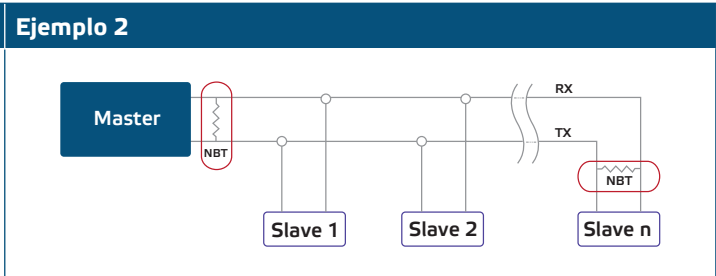 Ejemplo 2
RX
Master
TX
NBT
NBT
Slave 1
Slave 2
Slave n